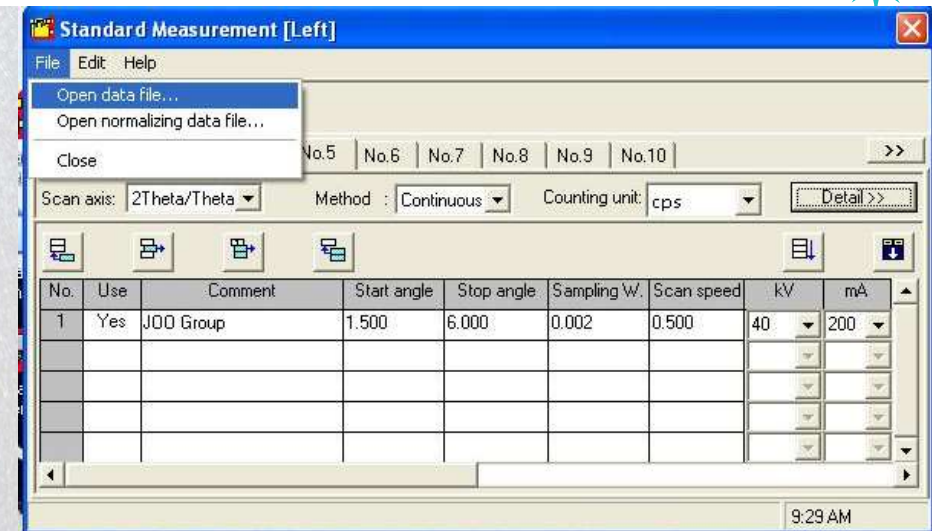 Standard Measurement [Left]
File Edit Help
Open data file...
Open normalizing data file...
Close
No.5 No.6 No.7 No.8 No.9 No.10 >>
Scan axis: 2Theta/Theta Method : Continuous Counting unit: cps Detail >>
No. Use Comment Start angle Stop angle Sampling W. Scan speed kV mA
1 Yes JOO Group 1.500 6.000 0.002 0.500 40 200
9:29 AM